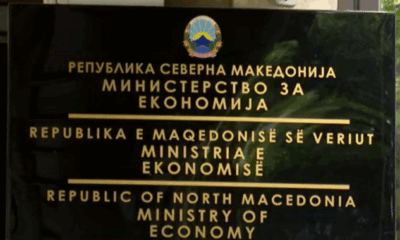 РЕПУБЛИКА СЕВЕРНА МАКЕДОНИЈА
МИНИСТЕРСТВО ЗА
ЕКОНОМИЈА
REPUBLIKA E MAQEDONISË SË VERIUT
MINISTRIA E
EKONOMISË
REPUBLIC OF NORTH MACEDONIA
MINISTRY OF
ECONOMY